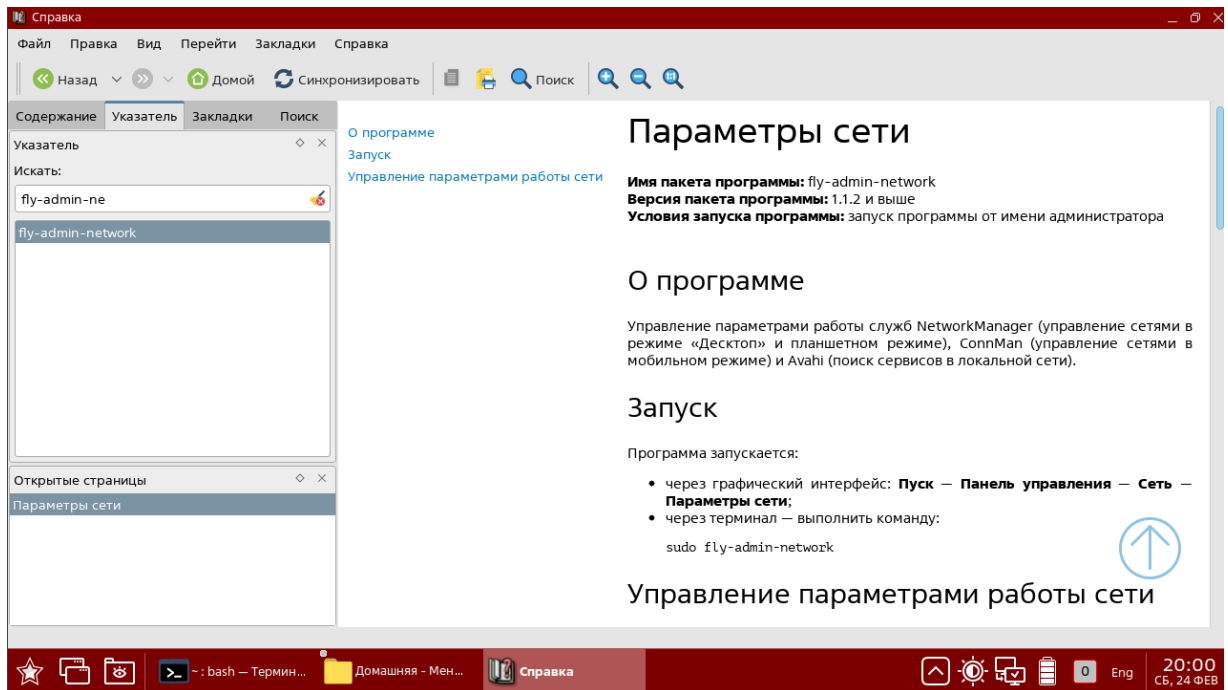 Справка
Файл Правка Вид Перейти Закладки Справка
Назад Домой Синхронизировать Поиск
Содержание Указатель Закладки Поиск
Указатель
Искать:
fly-admin-ne
fly-admin-network
Открытые страницы
Параметры сети
О программе
Запуск
Управление параметрами работы сети
Параметры сети
Имя пакета программы: fly-admin-network
Версия пакета программы: 1.1.2 и выше
Условия запуска программы: запуск программы от имени администратора
О программе
Управление параметрами работы служб NetworkManager (управление сетями в
режиме «Десктоп» и планшетном режиме), ConnMan (управление сетями в
мобильном режиме) и Avahi (поиск сервисов в локальной сети).
Запуск
Программа запускается:
• через графический интерфейс: Пуск — Панель управления — Сеть —
Параметры сети;
• через терминал — выполнить команду:
sudo fly-admin-network
Управление параметрами работы сети
~ : bash — Термин... Домашняя – Мен... Справка 0 Eng 20:00
СБ, 24 ФЕВ